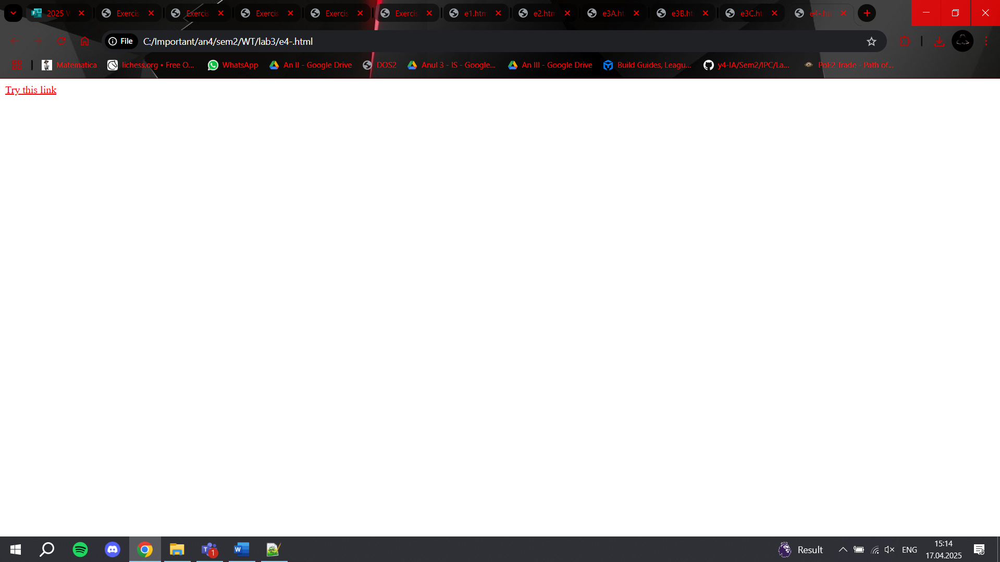 2025 W Exercis Exercis Exercis Exercis Exercis e1.htm e2.htm e3A.ht e3B.ht e3C.ht e4-.ht
File C:/Important/an4/sem2/WT/lab3/e4-.html
Matematica lichess.org • Free O... WhatsApp An II - Google Drive DOS2 Anul 3 - IS - Google... An III - Google Drive Build Guides, Leagu... y4-IA/Sem2/IPC/La... PoE2 Trade - Path of...
Try this link
1 Result ENG 15:14
17.04.2025